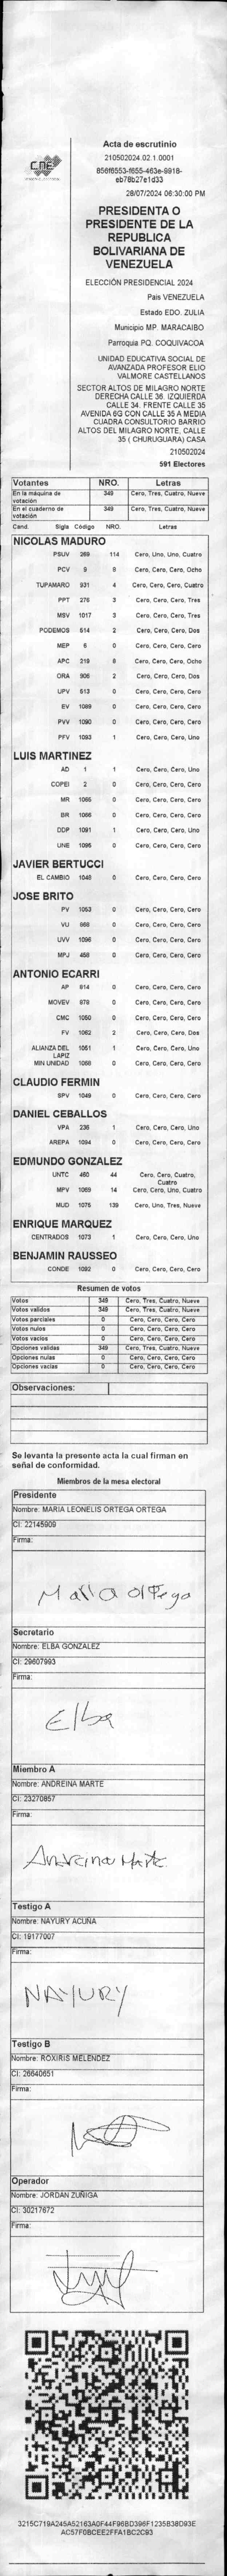 CNE
Acta de escrutinio
210502024.02.1.0001
856f6553-f655-463e-9918-
eb78b27e1d33
28/07/2024 06:30:00 PM
PRESIDENTA O
PRESIDENTE DE LA
REPUBLICA
BOLIVARIANA DE
VENEZUELA
ELECCIÓN PRESIDENCIAL 2024
País VENEZUELA
Estado EDO. ZULIA
Municipio MP. MARACAIBO
Parroquia PQ. COQUIVACOA
UNIDAD EDUCATIVA SOCIAL DE
AVANZADA PROFESOR ELIO
VALMORE CASTELLANOS
SECTOR ALTOS DE MILAGRO NORTE
DERECHA CALLE 36. IZQUIERDA
CALLE 34. FRENTE CALLE 35
AVENIDA 6G CON CALLE 35 A MEDIA
CUADRA CONSULTORIO BARRIO
ALTOS DEL MILAGRO NORTE, CALLE
35 ( CHURUGUARA) CASA
210502024
591 Electores
Votantes NRO. Letras
En la máquina de votación 349 Cero, Tres, Cuatro, Nueve
En el cuaderno de votación 349 Cero, Tres, Cuatro, Nueve
Cand. Sigla Código NRO. Letras
NICOLAS MADURO
PSUV 269 114 Cero, Uno, Uno, Cuatro
PCV 9 8 Cero, Cero, Cero, Ocho
TUPAMARO 931 4 Cero, Cero, Cero, Cuatro
PPT 276 3 Cero, Cero, Cero, Tres
MSV 1017 3 Cero, Cero, Cero, Tres
PODEMOS 514 2 Cero, Cero, Cero, Dos
MEP 6 0 Cero, Cero, Cero, Cero
APC 219 8 Cero, Cero, Cero, Ocho
ORA 906 2 Cero, Cero, Cero, Dos
UPV 513 0 Cero, Cero, Cero, Cero
EV 1089 0 Cero, Cero, Cero, Cero
PVV 1090 0 Cero, Cero, Cero, Cero
PFV 1093 1 Cero, Cero, Cero, Uno
LUIS MARTINEZ
AD 1 1 Cero, Cero, Cero, Uno
COPEI 2 0 Cero, Cero, Cero, Cero
MR 1065 0 Cero, Cero, Cero, Cero
BR 1066 0 Cero, Cero, Cero, Cero
DDP 1091 1 Cero, Cero, Cero, Uno
UNE 1095 0 Cero, Cero, Cero, Cero
JAVIER BERTUCCI
EL CAMBIO 1048 0 Cero, Cero, Cero, Cero
JOSE BRITO
PV 1053 0 Cero, Cero, Cero, Cero
VU 868 0 Cero, Cero, Cero, Cero
UVV 1096 0 Cero, Cero, Cero, Cero
MPJ 458 0 Cero, Cero, Cero, Cero
ANTONIO ECARRI
AP 814 0 Cero, Cero, Cero, Cero
MOVEV 978 0 Cero, Cero, Cero, Cero
CMC 1050 0 Cero, Cero, Cero, Cero
FV 1062 2 Cero, Cero, Cero, Dos
ALIANZA DEL LAPIZ 1051 1 Cero, Cero, Cero, Uno
MIN UNIDAD 1058 0 Cero, Cero, Cero, Cero
CLAUDIO FERMIN
SPV 1049 0 Cero, Cero, Cero, Cero
DANIEL CEBALLOS
VPA 236 1 Cero, Cero, Cero, Uno
AREPA 1094 0 Cero, Cero, Cero, Cero
EDMUNDO GONZALEZ
UNTC 460 44 Cero, Cero, Cuatro, Cuatro
MPV 1069 14 Cero, Cero, Uno, Cuatro
MUD 1076 139 Cero, Uno, Tres, Nueve
ENRIQUE MARQUEZ
CENTRADOS 1073 1 Cero, Cero, Cero, Uno
BENJAMIN RAUSSEO
CONDE 1092 0 Cero, Cero, Cero, Cero
Resumen de votos
Votos 349 Cero, Tres, Cuatro, Nueve
Votos validos 349 Cero, Tres, Cuatro, Nueve
Votos parciales 0 Cero, Cero, Cero, Cero
Votos nulos 0 Cero, Cero, Cero, Cero
Votos vacios 0 Cero, Cero, Cero, Cero
Opciones validas 349 Cero, Tres, Cuatro, Nueve
Opciones nulas 0 Cero, Cero, Cero, Cero
Opciones vacias 0 Cero, Cero, Cero, Cero
Observaciones:
Se levanta la presente acta la cual firman en
señal de conformidad.
Miembros de la mesa electoral
Presidente
Nombre: MARIA LEONELIS ORTEGA ORTEGA
CI: 22145909
Firma:
Maria Ortega
Secretario
Nombre: ELBA GONZALEZ
CI: 29607993
Firma:
Elba
Miembro A
Nombre: ANDREINA MARTE
CI: 23270857
Firma:
Andreina Marte
Testigo A
Nombre: NAYURY ACUÑA
CI: 19177007
Firma:
NAYURY
Testigo B
Nombre: ROXIRIS MELENDEZ
CI: 26640651
Firma:
Operador
Nombre: JORDAN ZUÑIGA
CI: 30217672
Firma:
3215C719A245A52163A0F44F96BD396F1235B38D93E
AC57F0BCEE2FFA1BC2C93